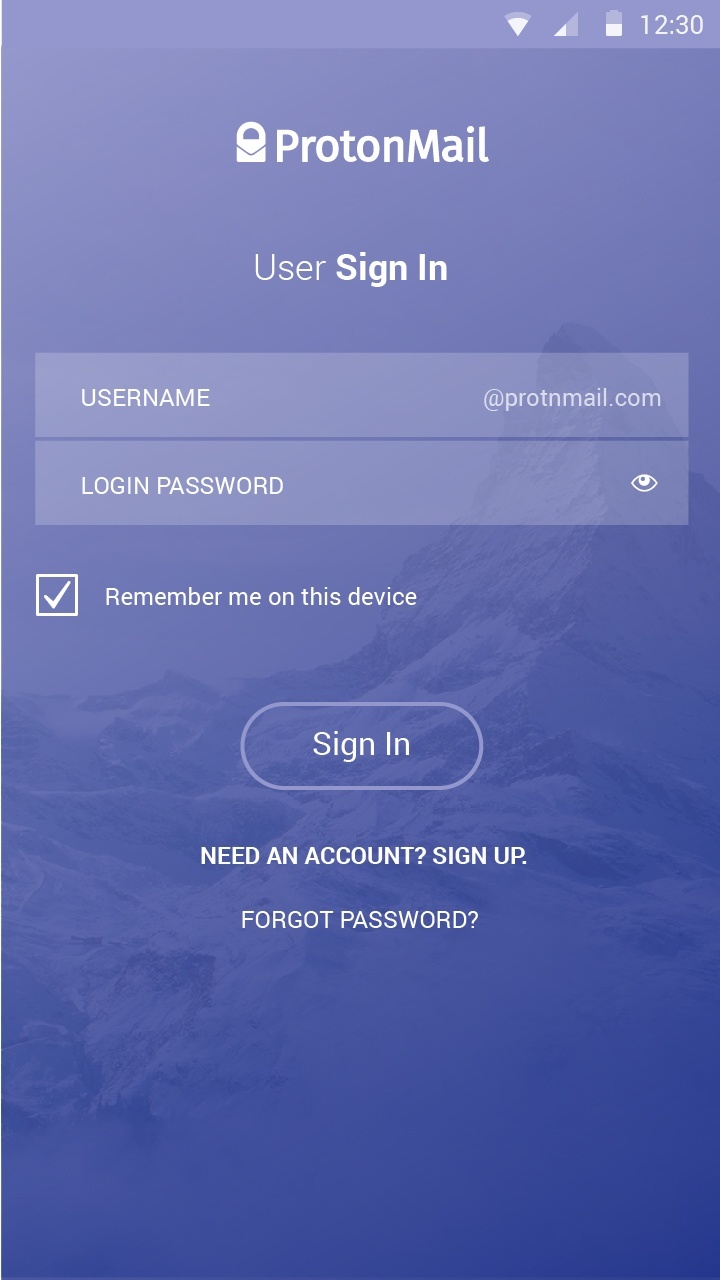 12:30
ProtonMail
User Sign In
USERNAME @protnmail.com
LOGIN PASSWORD
Remember me on this device
Sign In
NEED AN ACCOUNT? SIGN UP.
FORGOT PASSWORD?